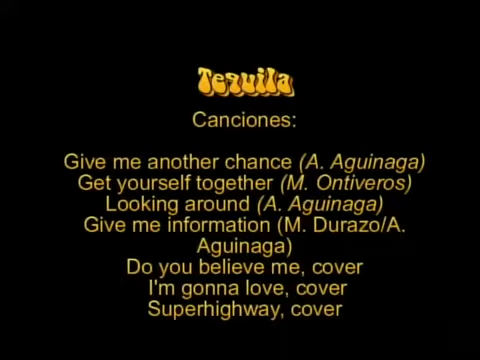 Tequila
Canciones:
Give me another chance (A. Aguinaga)
Get yourself together (M. Ontiveros)
Looking around (A. Aguinaga)
Give me information (M. Durazo/A.
Aguinaga)
Do you believe me, cover
I'm gonna love, cover
Superhighway, cover